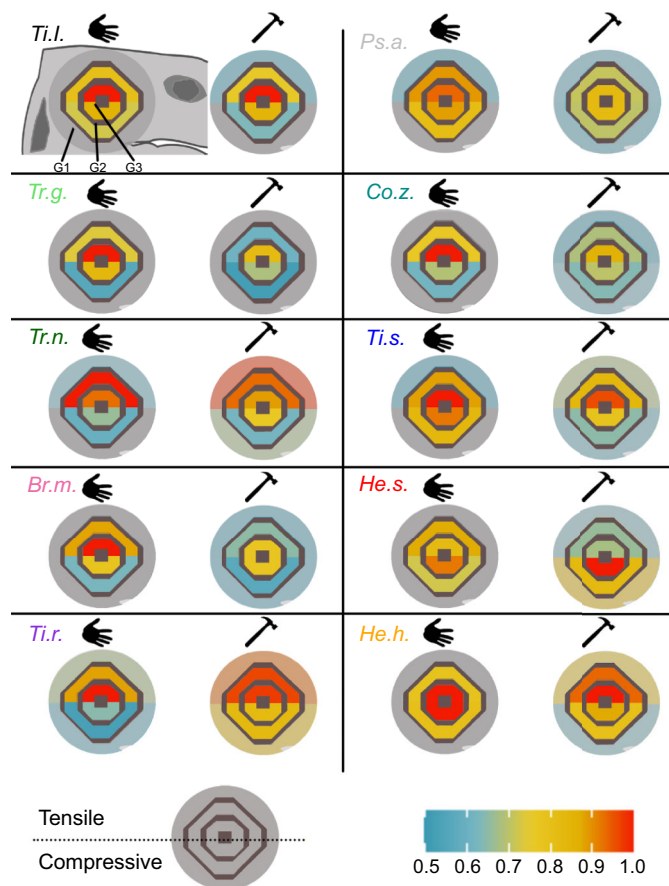 Ti.l.
Ps.a.
G1 G2 G3
Tr.g.
Co.z.
Tr.n.
Ti.s.
Br.m.
He.s.
Ti.r.
He.h.
Tensile
Compressive
0.5 0.6 0.7 0.8 0.9 1.0